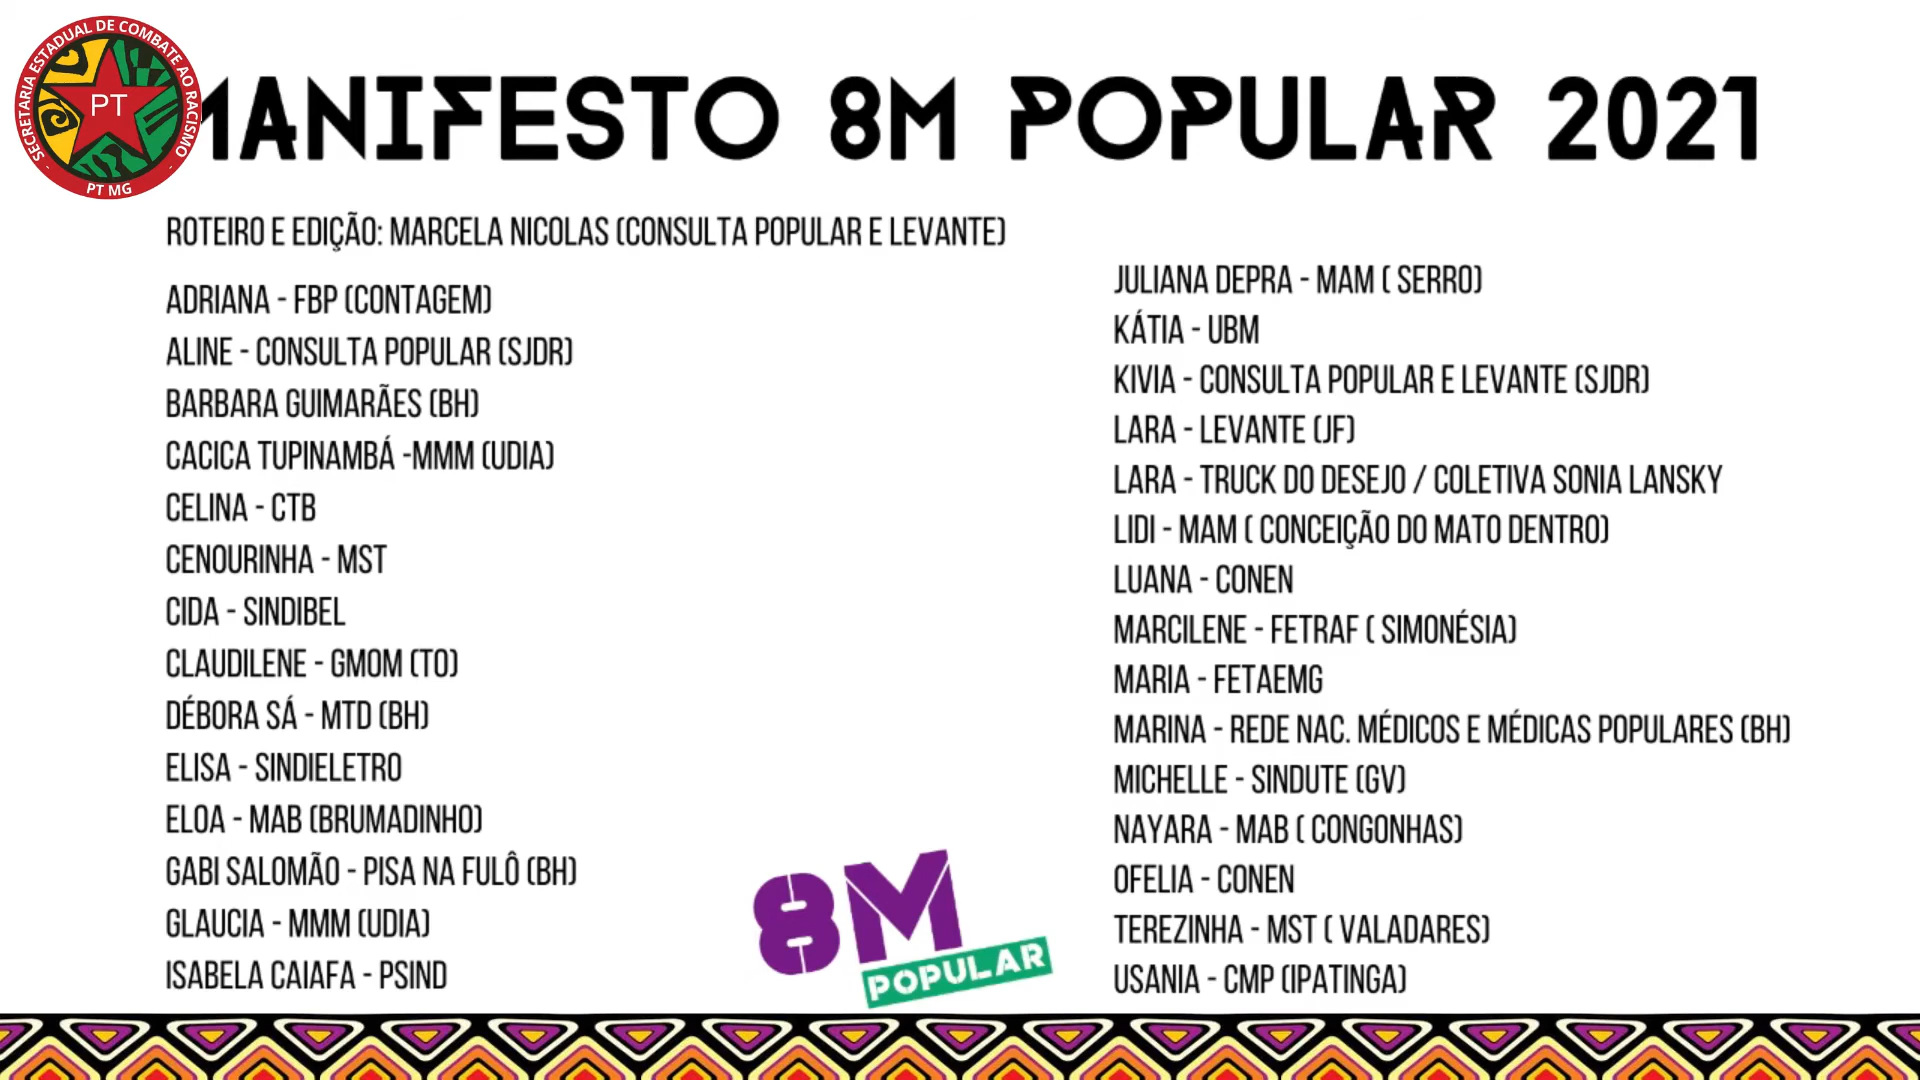 SECRETARIA ESTADUAL DE COMBATE AO RACISMO
PT
PT MG
MANIFESTO 8M POPULAR 2021
ROTEIRO E EDIÇÃO: MARCELA NICOLAS (CONSULTA POPULAR E LEVANTE)
ADRIANA - FBP (CONTAGEM)
ALINE - CONSULTA POPULAR (SJDR)
BARBARA GUIMARÃES (BH)
CACICA TUPINAMBÁ -MMM (UDIA)
CELINA - CTB
CENOURINHA - MST
CIDA - SINDIBEL
CLAUDILENE - GMOM (TO)
DÉBORA SÁ - MTD (BH)
ELISA - SINDIELETRO
ELOA - MAB (BRUMADINHO)
GABI SALOMÃO - PISA NA FULÔ (BH)
GLAUCIA - MMM (UDIA)
ISABELA CAIAFA - PSIND
JULIANA DEPRA - MAM ( SERRO)
KÁTIA - UBM
KIVIA - CONSULTA POPULAR E LEVANTE (SJDR)
LARA - LEVANTE (JF)
LARA - TRUCK DO DESEJO / COLETIVA SONIA LANSKY
LIDI - MAM ( CONCEIÇÃO DO MATO DENTRO)
LUANA - CONEN
MARCILENE - FETRAF ( SIMONÉSIA)
MARIA - FETAEMG
MARINA - REDE NAC. MÉDICOS E MÉDICAS POPULARES (BH)
MICHELLE - SINDUTE (GV)
NAYARA - MAB ( CONGONHAS)
OFELIA - CONEN
TEREZINHA - MST ( VALADARES)
USANIA - CMP (IPATINGA)
8M
POPULAR